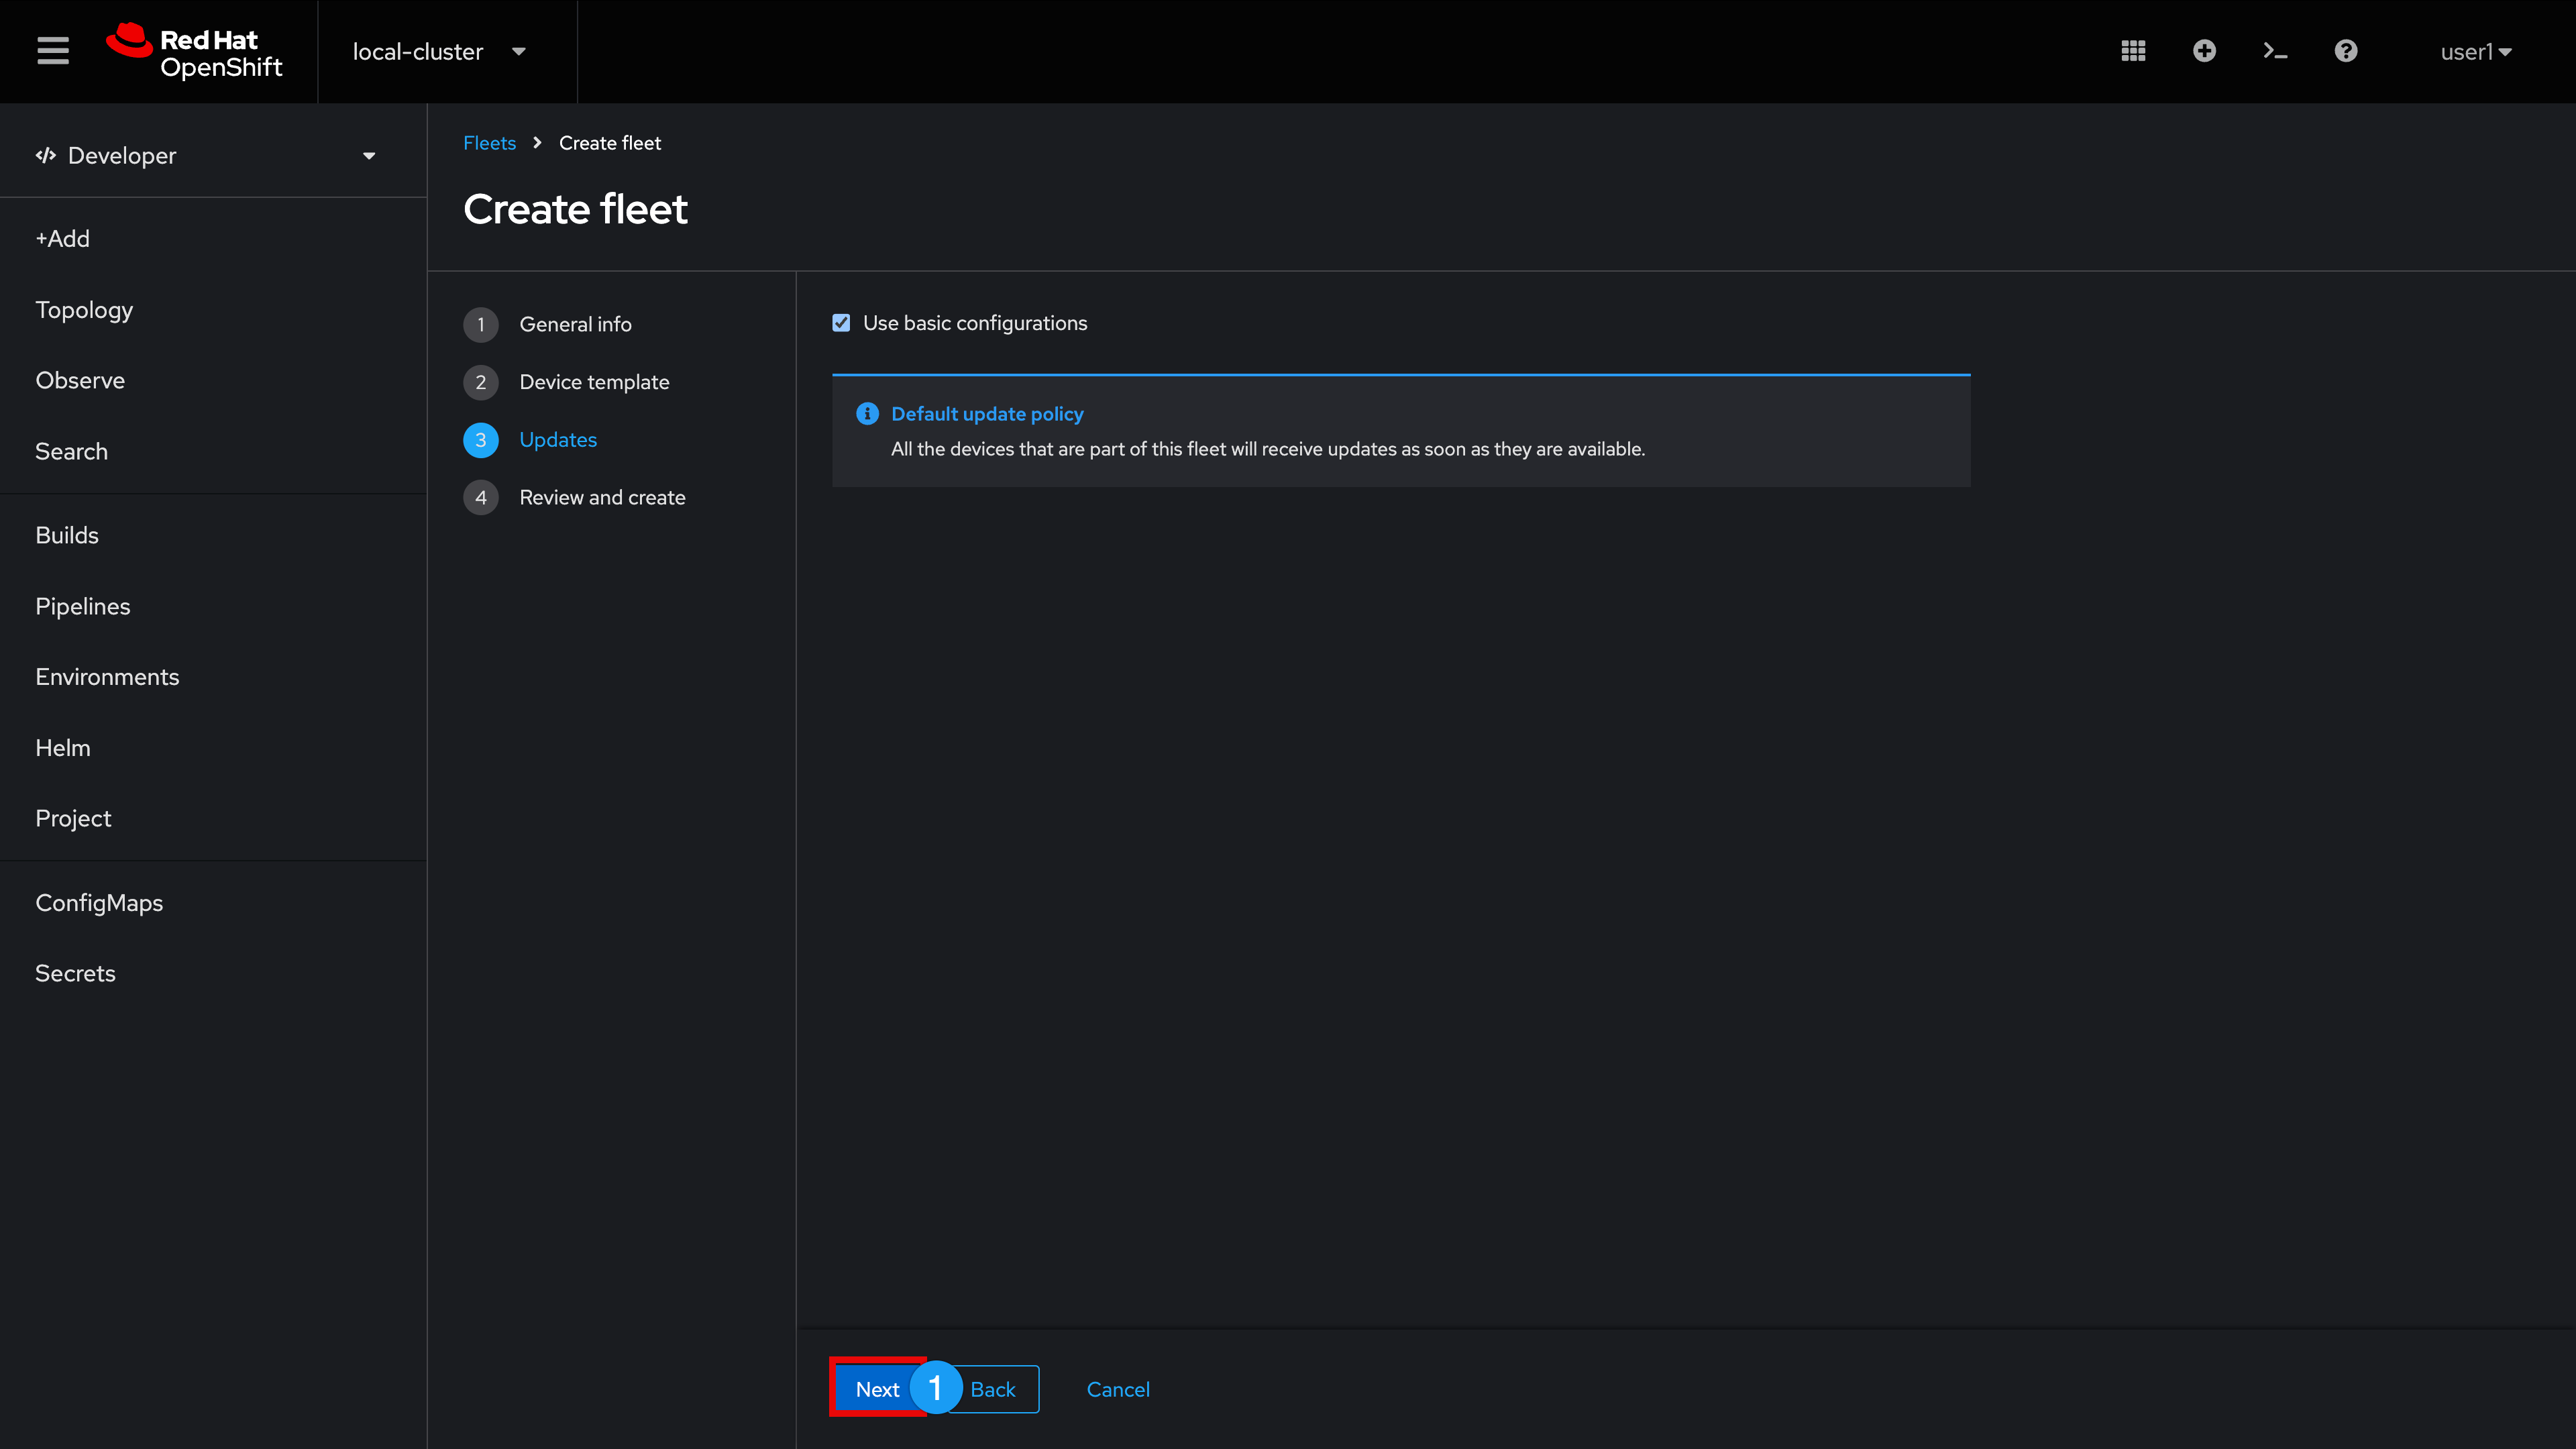 Red Hat
OpenShift
local-cluster
user1
Developer
+Add
Topology
Observe
Search
Builds
Pipelines
Environments
Helm
Project
ConfigMaps
Secrets
Fleets
Create fleet
Create fleet
1 General info
2 Device template
3 Updates
4 Review and create
Use basic configurations
Default update policy
All the devices that are part of this fleet will receive updates as soon as they are available.
Next 1 Back Cancel